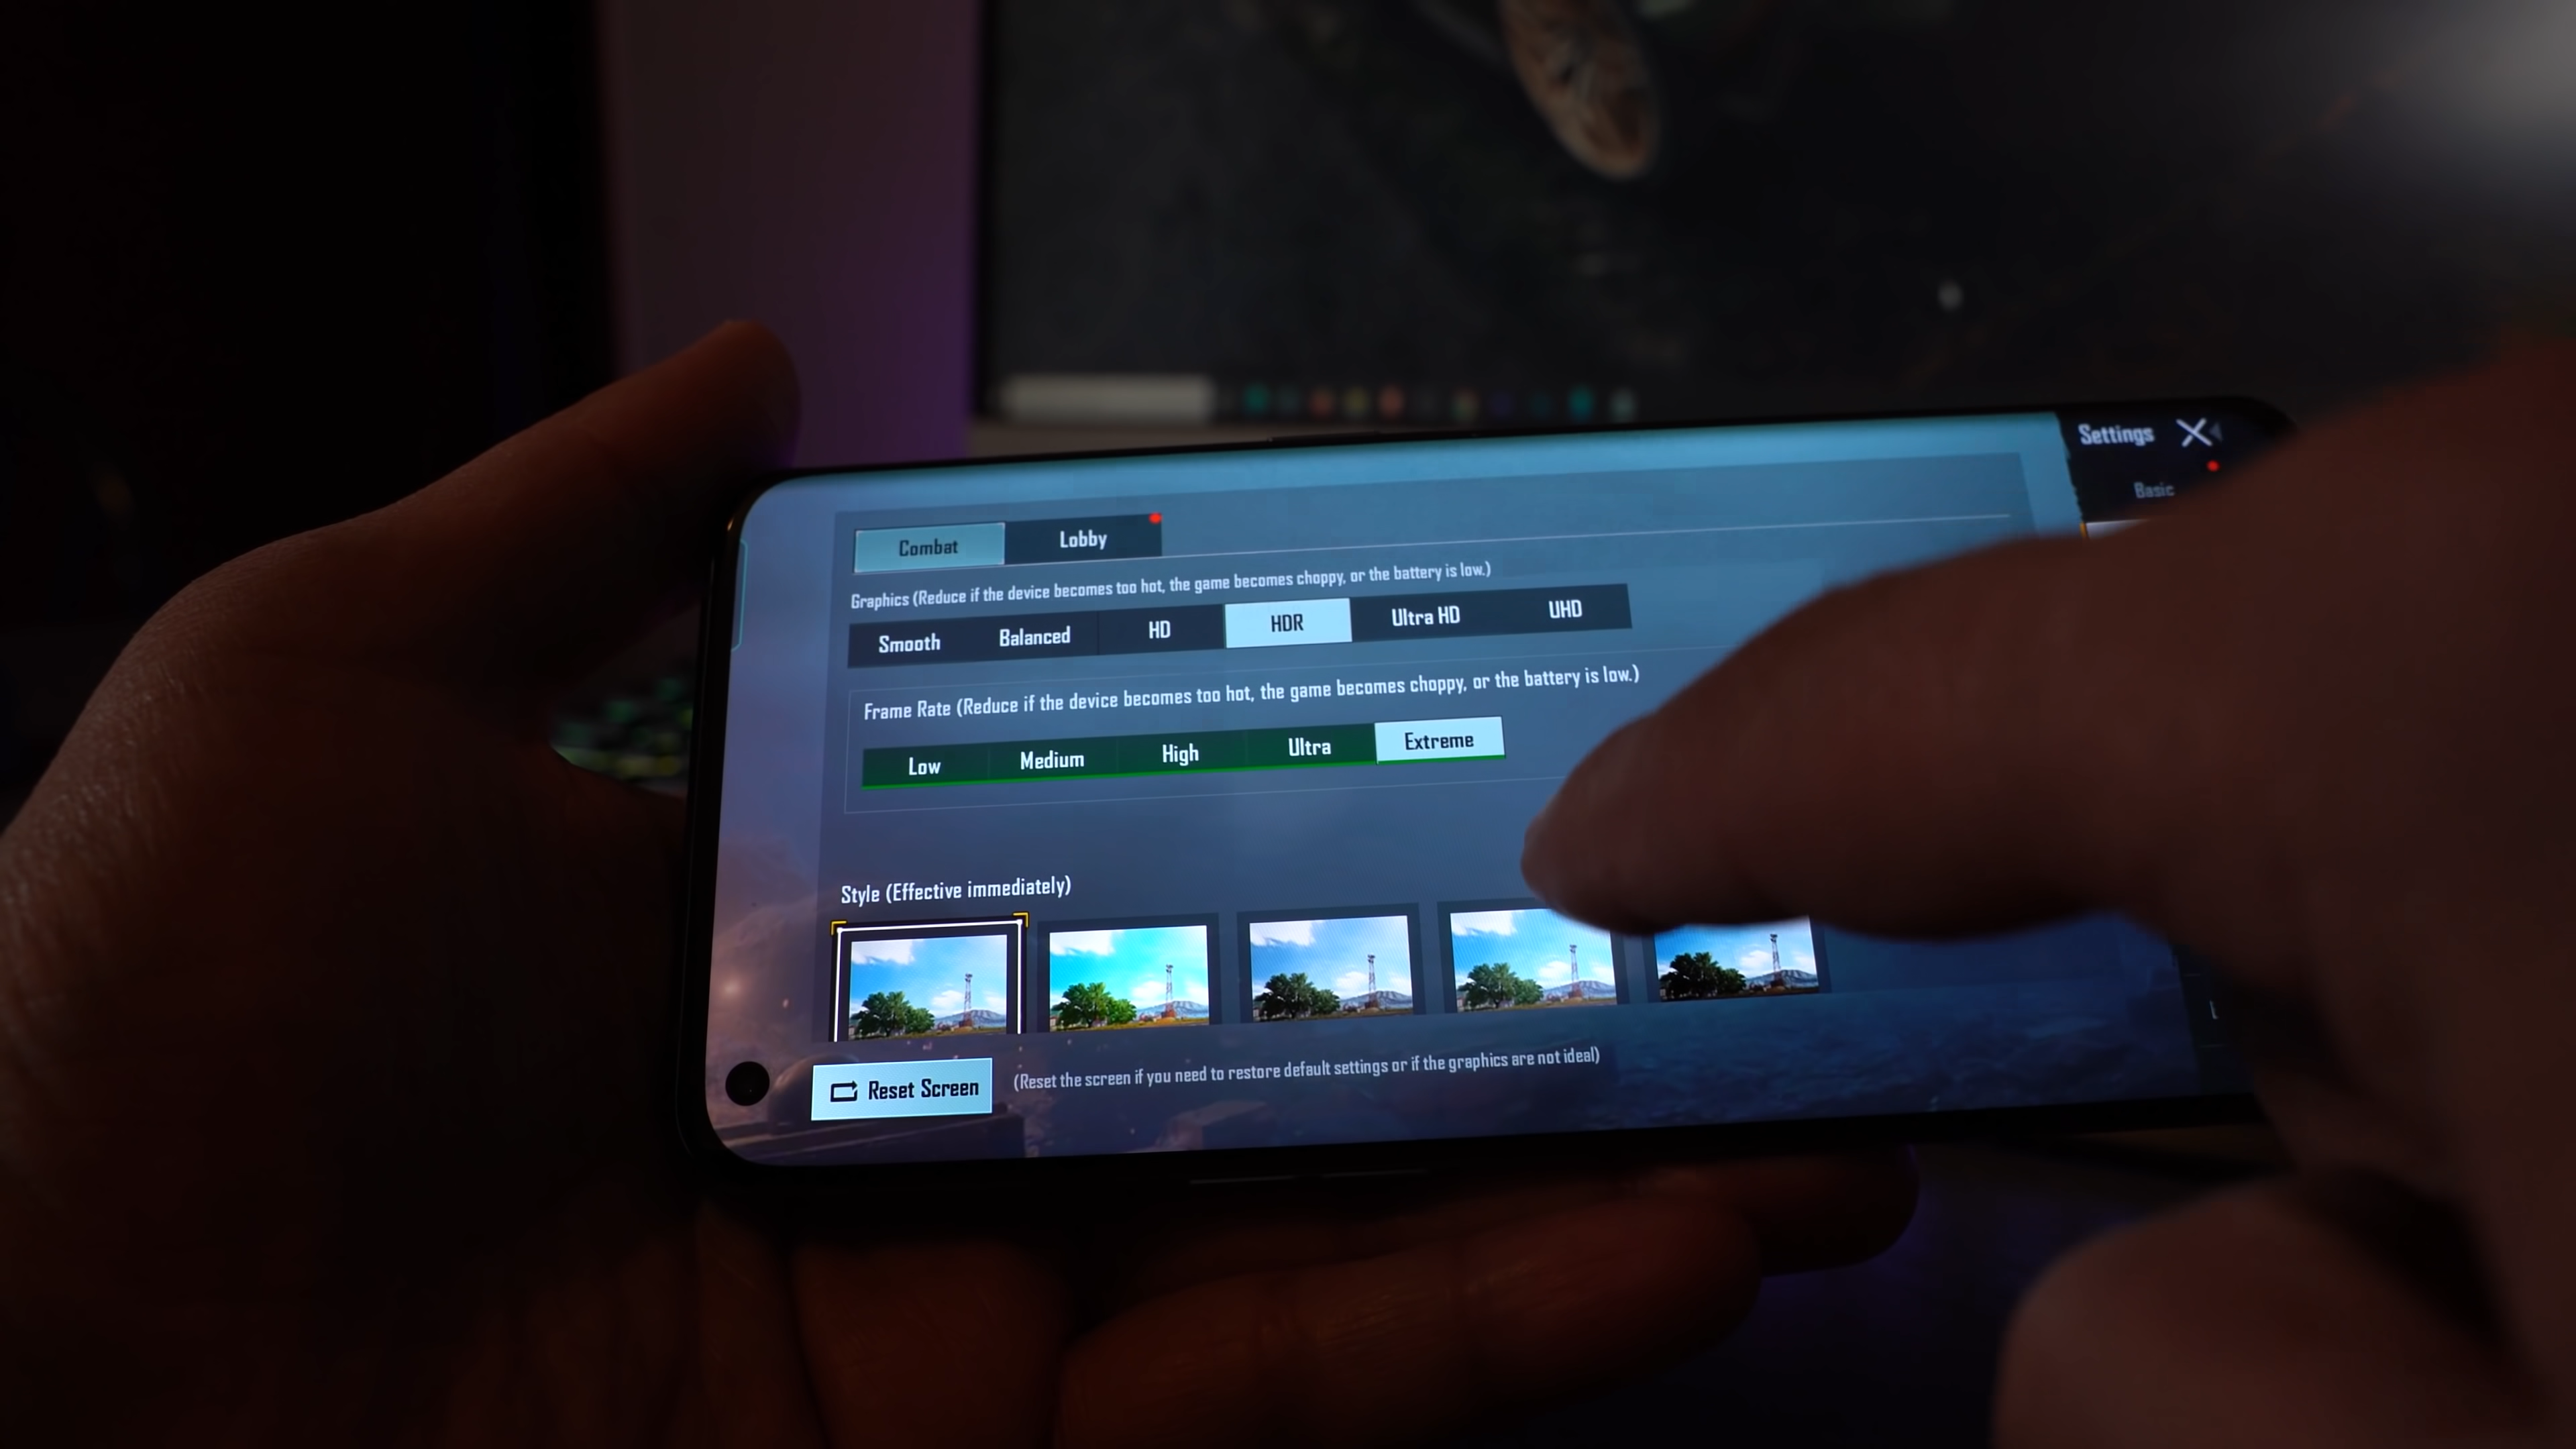 Settings
Basic
Combat
Lobby
Graphics (Reduce if the device becomes too hot, the game becomes choppy, or the battery is low.)
Smooth Balanced HD HDR Ultra HD UHD
Frame Rate (Reduce if the device becomes too hot, the game becomes choppy, or the battery is low.)
Low Medium High Ultra Extreme
Style (Effective immediately)
Reset Screen
(Reset the screen if you need to restore default settings or if the graphics are not ideal)